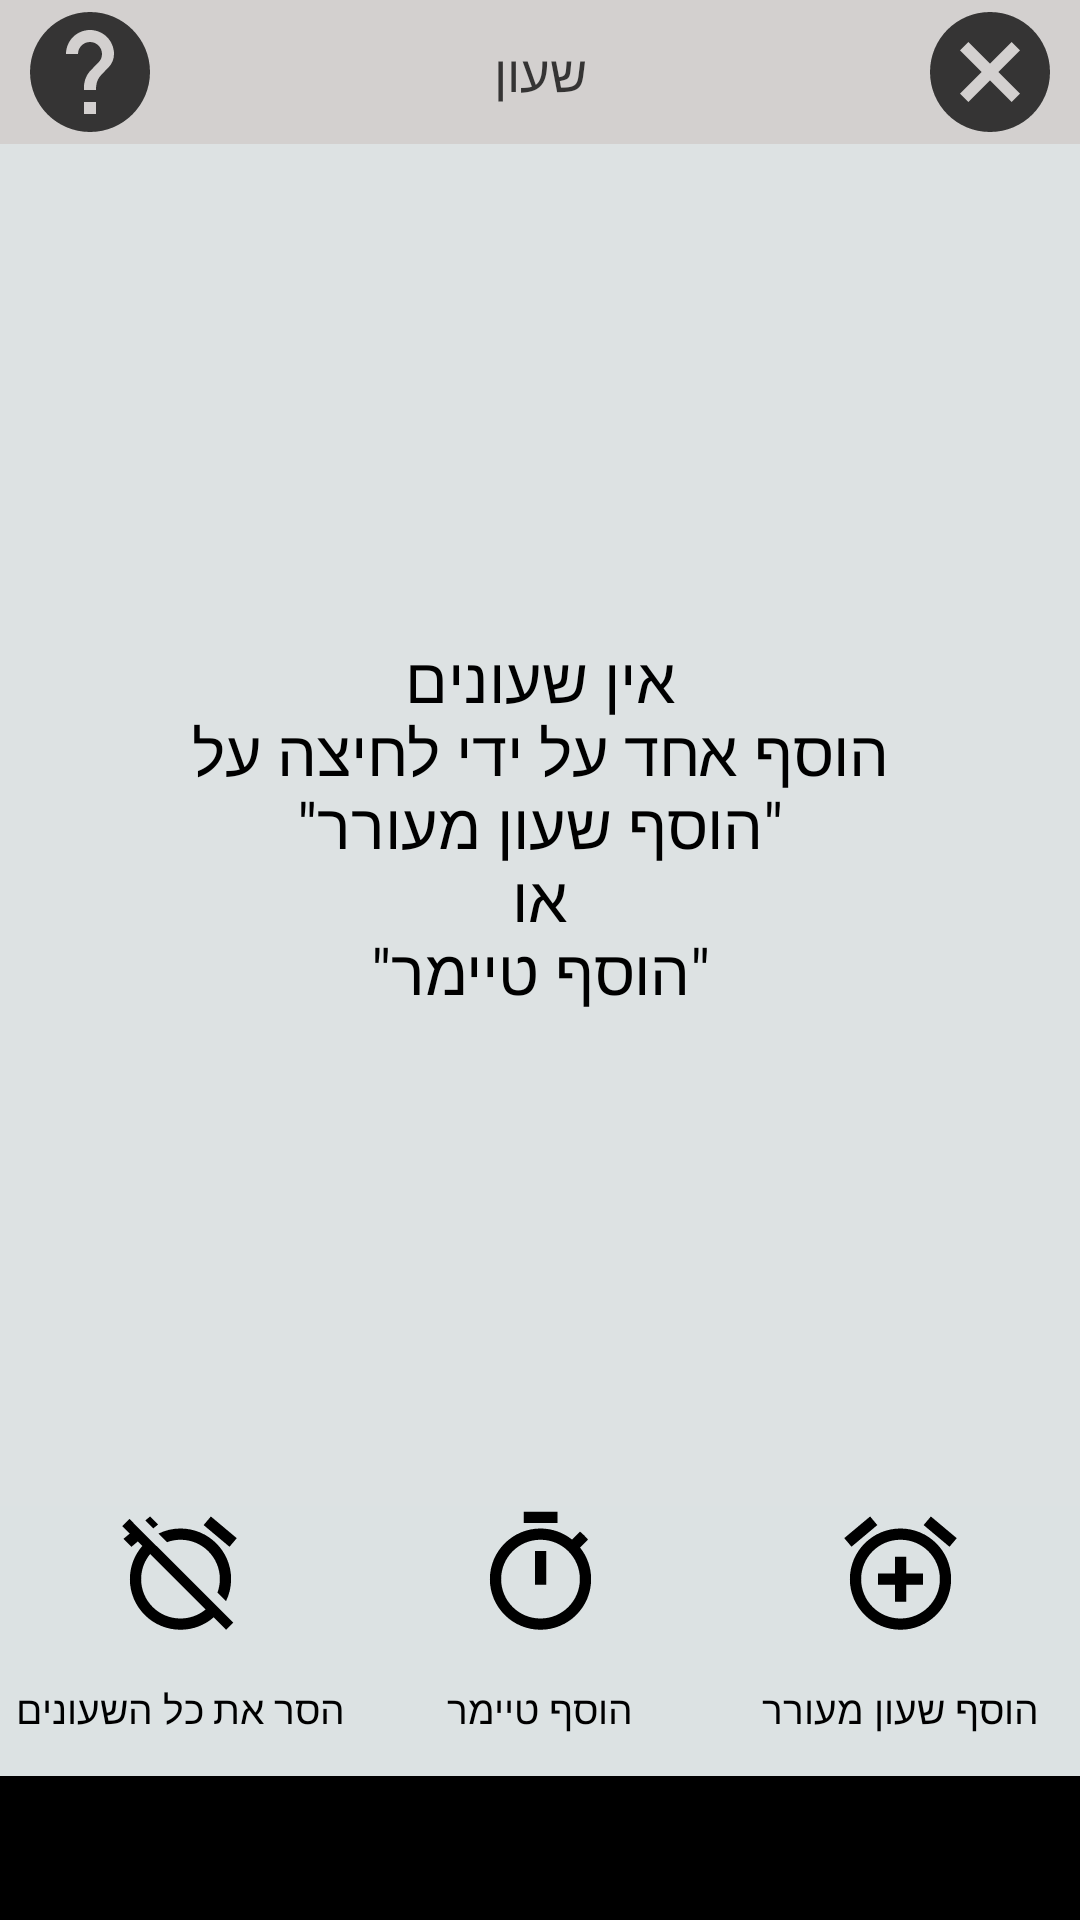 שעון
אין שעונים
הוסף אחד על ידי לחיצה על
"הוסף שעון מעורר"
או
"הוסף טיימר"
הוסף שעון מעורר
הוסף טיימר
הסר את כל השעונים